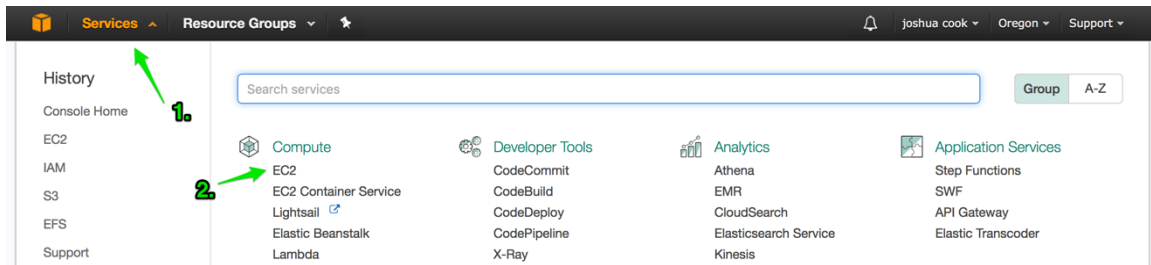 Services Resource Groups joshua cook Oregon Support
History
Search services
Group A-Z
Console Home
1.
EC2
IAM
S3
EFS
Support
2.
Compute
EC2
EC2 Container Service
Lightsail
Elastic Beanstalk
Lambda
Developer Tools
CodeCommit
CodeBuild
CodeDeploy
CodePipeline
X-Ray
Analytics
Athena
EMR
CloudSearch
Elasticsearch Service
Kinesis
Application Services
Step Functions
SWF
API Gateway
Elastic Transcoder